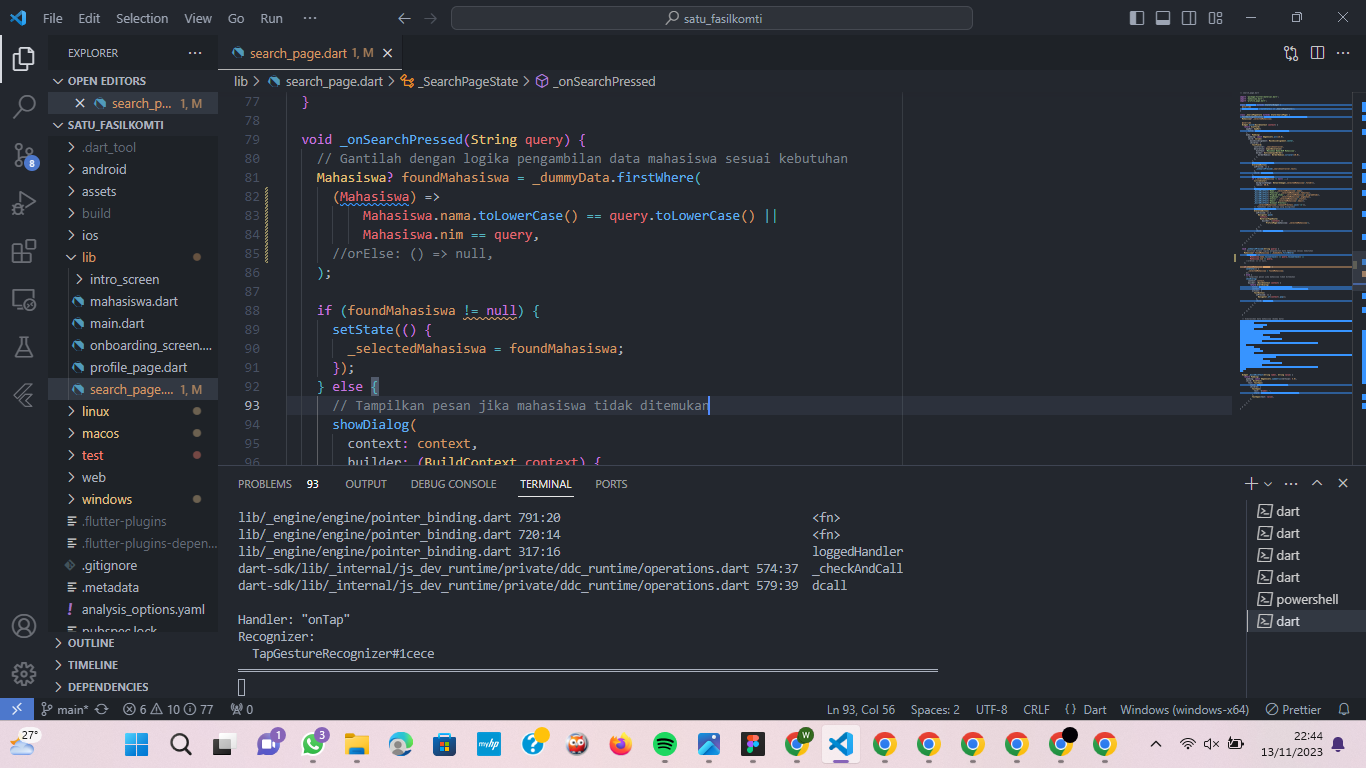 File Edit Selection View Go Run ··· satu_fasilkomti
EXPLORER ···
search_page.dart 1, M
OPEN EDITORS
search_p... 1, M
lib > search_page.dart > _SearchPageState > _onSearchPressed
SATU_FASILKOMTI
.dart_tool
android
assets
build
ios
lib
intro_screen
mahasiswa.dart
main.dart
onboarding_screen....
profile_page.dart
search_page.... 1, M
linux
macos
test
web
windows
.flutter-plugins
.flutter-plugins-depen...
.gitignore
.metadata
analysis_options.yaml
pubspec.lock
OUTLINE
TIMELINE
DEPENDENCIES
8
77 }
78
79 void _onSearchPressed(String query) {
80 // Gantilah dengan logika pengambilan data mahasiswa sesuai kebutuhan
81 Mahasiswa? foundMahasiswa = _dummyData.firstWhere(
82 (Mahasiswa) =>
83 Mahasiswa.nama.toLowerCase() == query.toLowerCase() ||
84 Mahasiswa.nim == query,
85 //orElse: () => null,
86 );
87
88 if (foundMahasiswa != null) {
89 setState(() {
90 _selectedMahasiswa = foundMahasiswa;
91 });
92 } else {
93 // Tampilkan pesan jika mahasiswa tidak ditemukan
94 showDialog(
95 context: context,
96 builder: (BuildContext context) {
PROBLEMS 93 OUTPUT DEBUG CONSOLE TERMINAL PORTS
lib/_engine/engine/pointer_binding.dart 791:20 <fn>
lib/_engine/engine/pointer_binding.dart 720:14 <fn>
lib/_engine/engine/pointer_binding.dart 317:16 loggedHandler
dart-sdk/lib/_internal/js_dev_runtime/private/ddc_runtime/operations.dart 574:37 _checkAndCall
dart-sdk/lib/_internal/js_dev_runtime/private/ddc_runtime/operations.dart 579:39 dcall
Handler: "onTap"
Recognizer:
TapGestureRecognizer#1cece
dart
dart
dart
dart
powershell
dart
main* 6 10 77 0 Ln 93, Col 56 Spaces: 2 UTF-8 CRLF {} Dart Windows (windows-x64) Prettier
27° 1 3 myhp W 22:44
13/11/2023